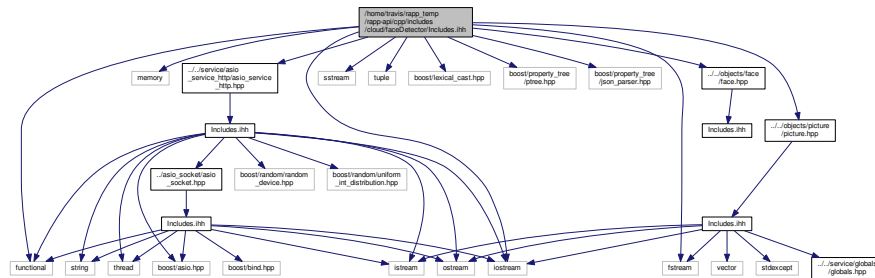 /home/travis/rapp_temp
/rapp-api/cpp/includes
/cloud/faceDetector/Includes.ihh
memory
../../service/asio
_service_http/asio_service
_http.hpp
sstream
tuple
boost/lexical_cast.hpp
boost/property_tree
/ptree.hpp
boost/property_tree
/json_parser.hpp
../../objects/face
/face.hpp
Includes.ihh
Includes.ihh
../../objects/picture
/picture.hpp
../asio_socket/asio
_socket.hpp
boost/random/random
_device.hpp
boost/random/uniform
_int_distribution.hpp
Includes.ihh
Includes.ihh
functional
string
thread
boost/asio.hpp
boost/bind.hpp
istream
ostream
iostream
fstream
vector
stdexcept
../../service/globals
/globals.hpp